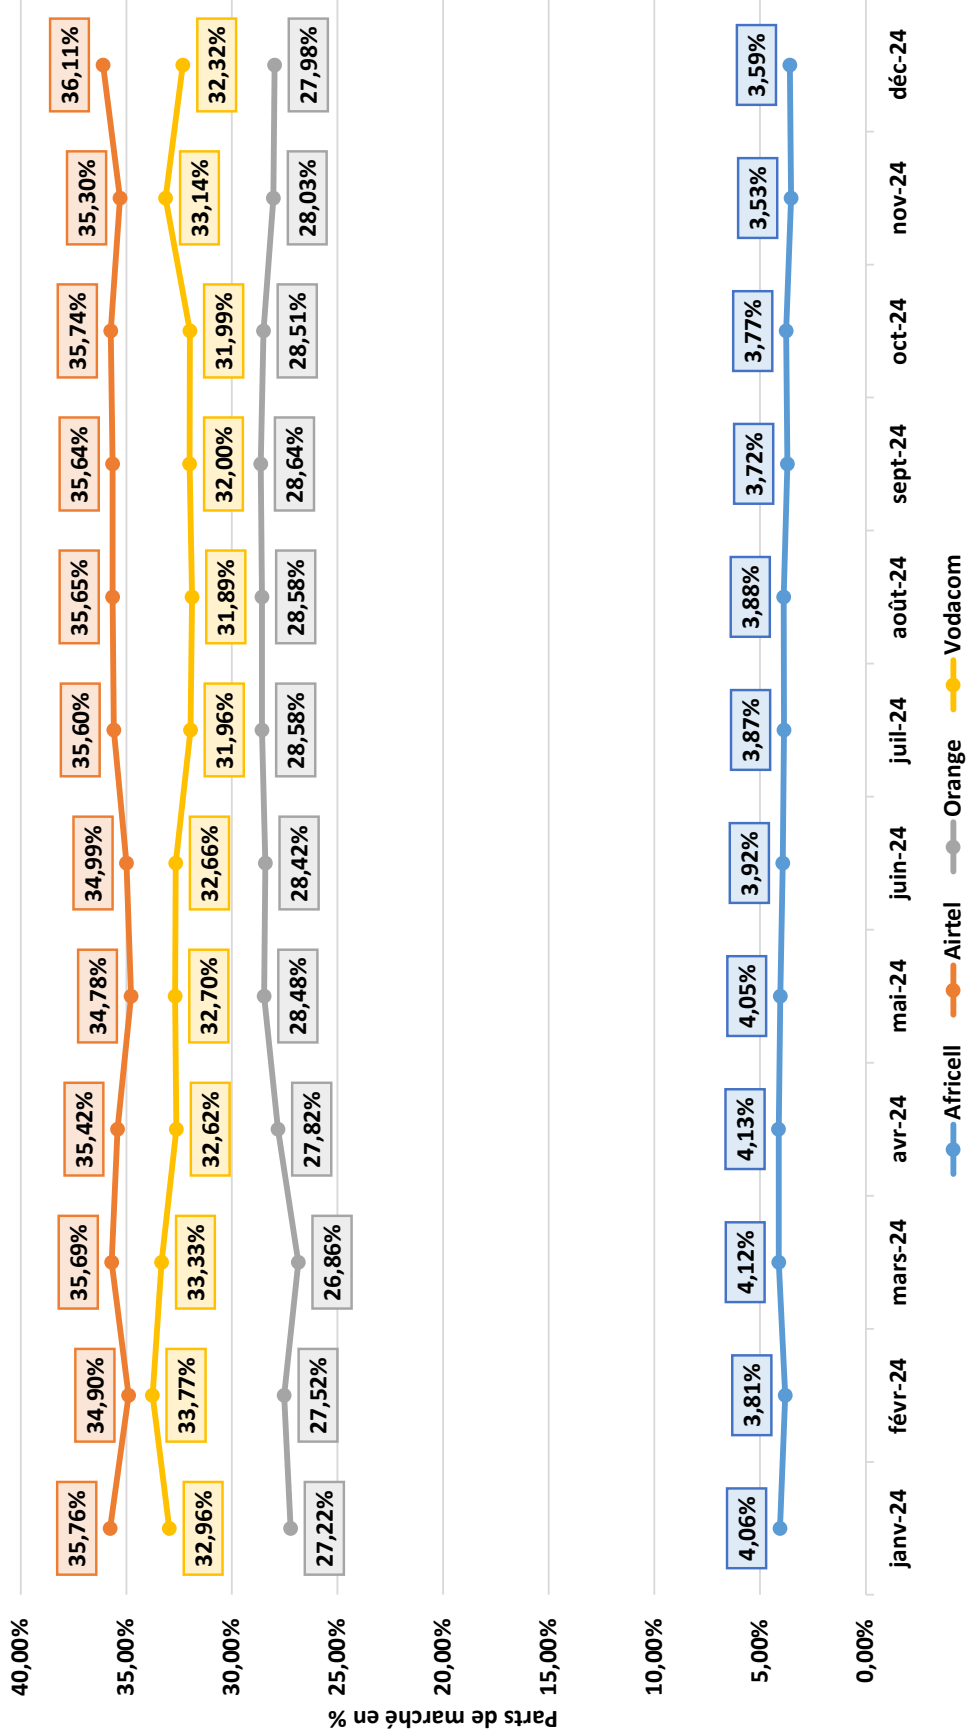 Parts de marché en %
40,00%
35,00%
30,00%
25,00%
20,00%
15,00%
10,00%
5,00%
0,00%
35,76% 34,90% 35,69% 35,42% 34,78% 34,99% 35,60% 35,65% 35,64% 35,74% 35,30% 36,11%
32,96% 33,77% 33,33% 32,62% 32,70% 32,66% 31,96% 31,89% 32,00% 31,99% 33,14% 32,32%
27,22% 27,52% 26,86% 27,82% 28,48% 28,42% 28,58% 28,58% 28,64% 28,51% 28,03% 27,98%
4,06% 3,81% 4,12% 4,13% 4,05% 3,92% 3,87% 3,88% 3,72% 3,77% 3,53% 3,59%
janv-24 févr-24 mars-24 avr-24 mai-24 juin-24 juil-24 août-24 sept-24 oct-24 nov-24 déc-24
Africell Airtel Orange Vodacom